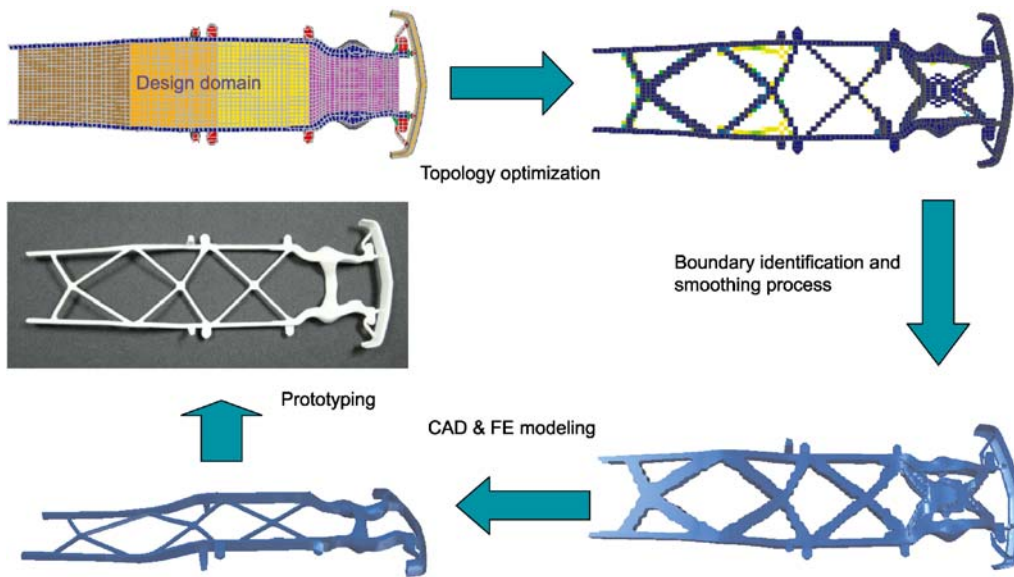 Design domain
Topology optimization
Boundary identification and
smoothing process
Prototyping
CAD & FE modeling